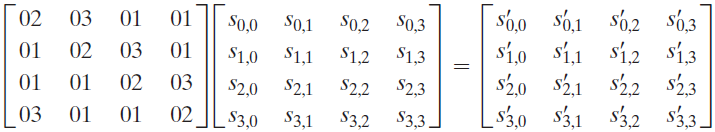 02 03 01 01 s0,0 s0,1 s0,2 s0,3 s′0,0 s′0,1 s′0,2 s′0,3
01 02 03 01 s1,0 s1,1 s1,2 s1,3 = s′1,0 s′1,1 s′1,2 s′1,3
01 01 02 03 s2,0 s2,1 s2,2 s2,3 s′2,0 s′2,1 s′2,2 s′2,3
03 01 01 02 s3,0 s3,1 s3,2 s3,3 s′3,0 s′3,1 s′3,2 s′3,3